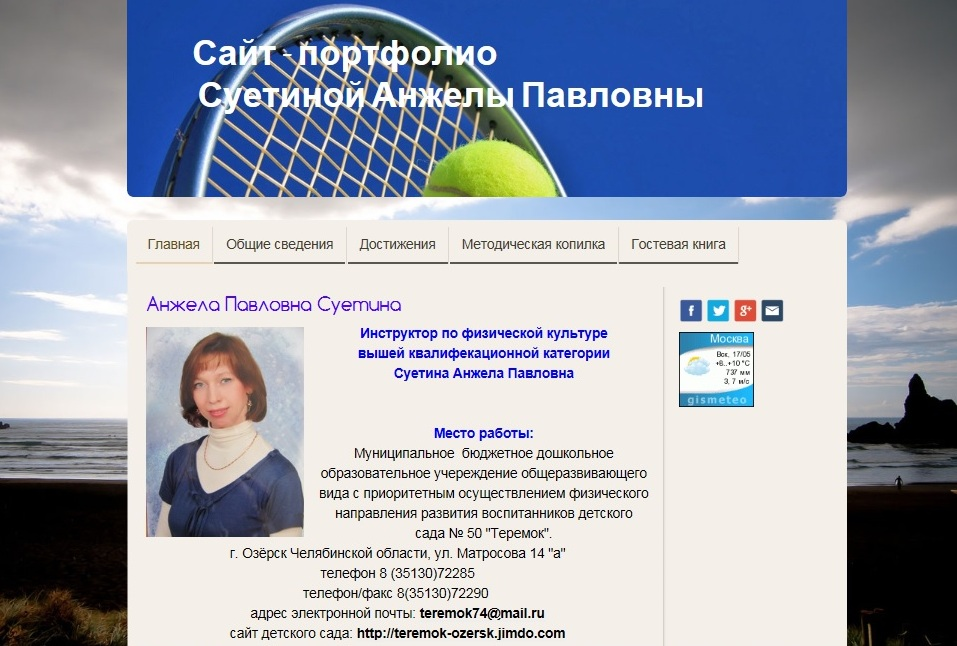 Сайт - портфолио
Суетиной Анжелы Павловны
Главная
Общие сведения
Достижения
Методическая копилка
Гостевая книга
Анжела Павловна Суетина
Инструктор по физической культуре
вышей квалифекационной категории
Суетина Анжела Павловна
Место работы:
Муниципальное бюджетное дошкольное
образовательное учереждение общеразвивающего
вида с приоритетным осуществлением физического
направления развития воспитанников детского
сада № 50 "Теремок".
г. Озёрск Челябинской области, ул. Матросова 14 "а"
телефон 8 (35130)72285
телефон/факс 8(35130)72290
адрес электронной почты: teremok74@mail.ru
сайт детского сада: http://teremok-ozersk.jimdo.com
f
g+
Москва
Вск, 17/05
+8..+10 °C
737 мм
З, 7 м/с
gismeteo